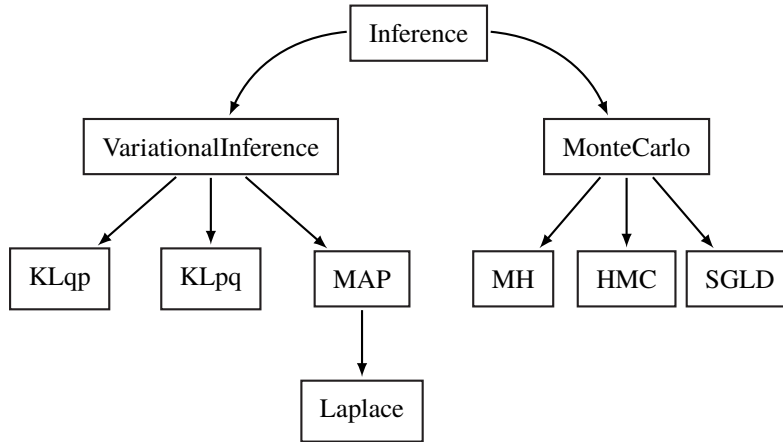 Inference
VariationalInference
MonteCarlo
KLqp
KLpq
MAP
MH
HMC
SGLD
Laplace